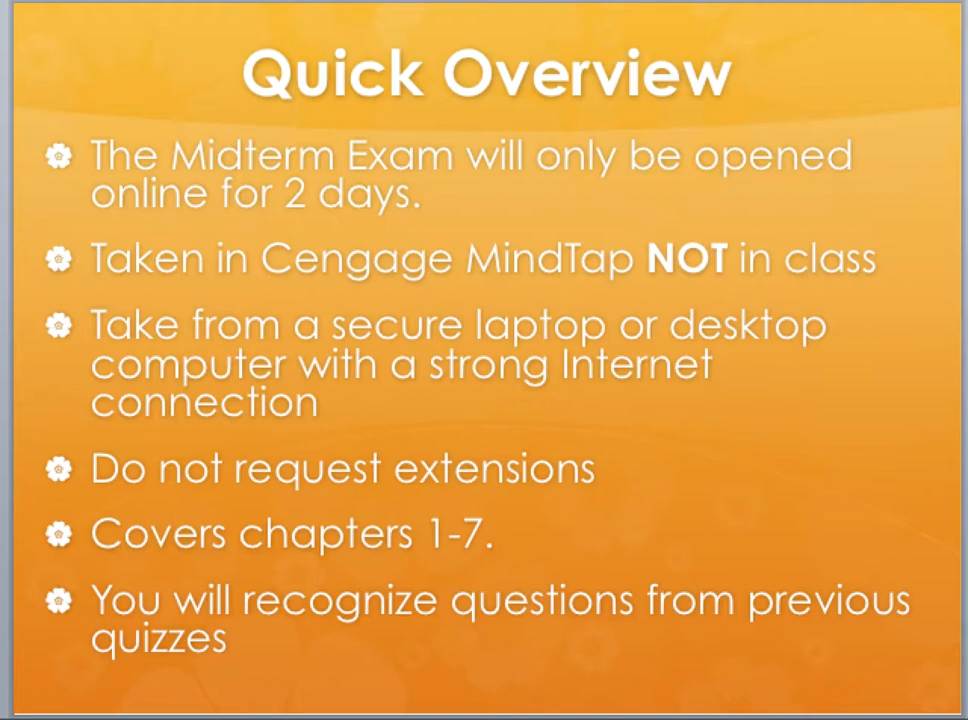 Quick Overview
The Midterm Exam will only be opened
online for 2 days.
Taken in Cengage MindTap NOT in class
Take from a secure laptop or desktop
computer with a strong Internet
connection
Do not request extensions
Covers chapters 1-7.
You will recognize questions from previous
quizzes